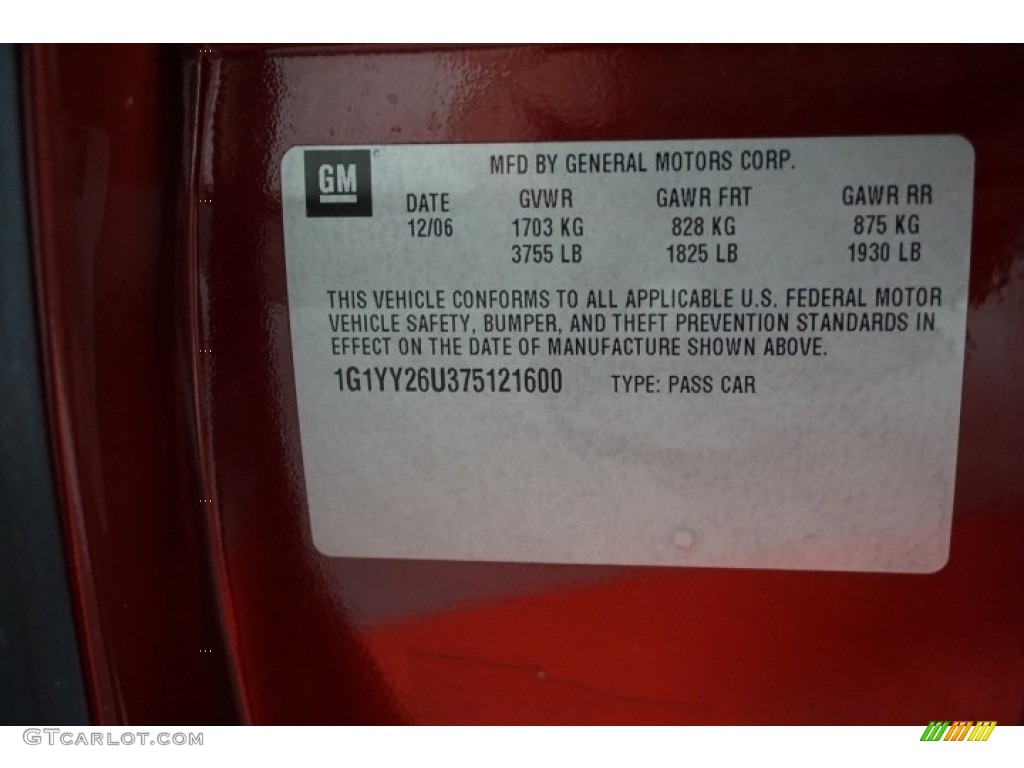 GM
MFD BY GENERAL MOTORS CORP.
DATE GVWR GAWR FRT GAWR RR
12/06 1703 KG 828 KG 875 KG
3755 LB 1825 LB 1930 LB
THIS VEHICLE CONFORMS TO ALL APPLICABLE U.S. FEDERAL MOTOR
VEHICLE SAFETY, BUMPER, AND THEFT PREVENTION STANDARDS IN
EFFECT ON THE DATE OF MANUFACTURE SHOWN ABOVE.
1G1YY26U375121600 TYPE: PASS CAR
GTCARLOT.COM